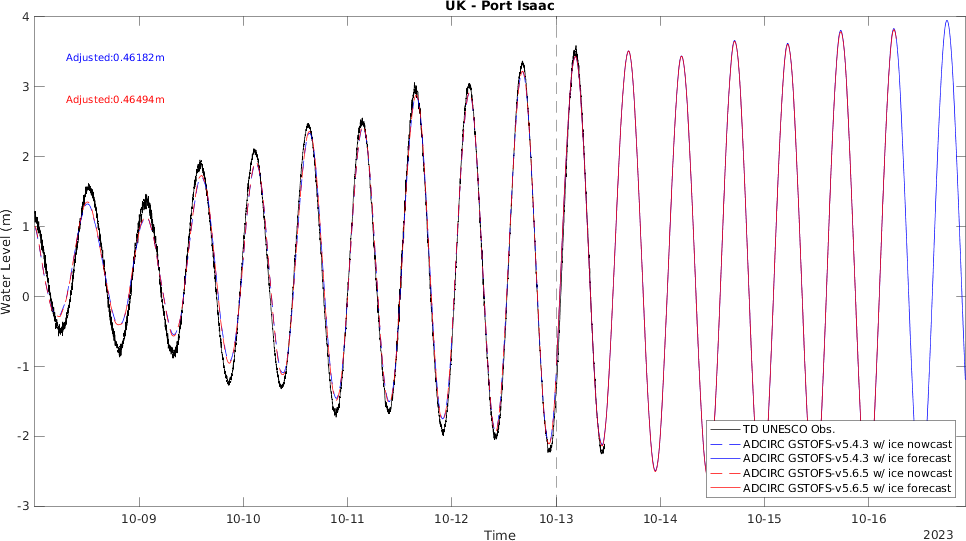 UK - Port Isaac
Adjusted:0.46182m
Adjusted:0.46494m
Water Level (m)
4
3
2
1
0
-1
-2
-3
TD UNESCO Obs.
ADCIRC GSTOFS-v5.4.3 w/ ice nowcast
ADCIRC GSTOFS-v5.4.3 w/ ice forecast
ADCIRC GSTOFS-v5.6.5 w/ ice nowcast
ADCIRC GSTOFS-v5.6.5 w/ ice forecast
10-09 10-10 10-11 10-12 10-13 10-14 10-15 10-16
Time
2023